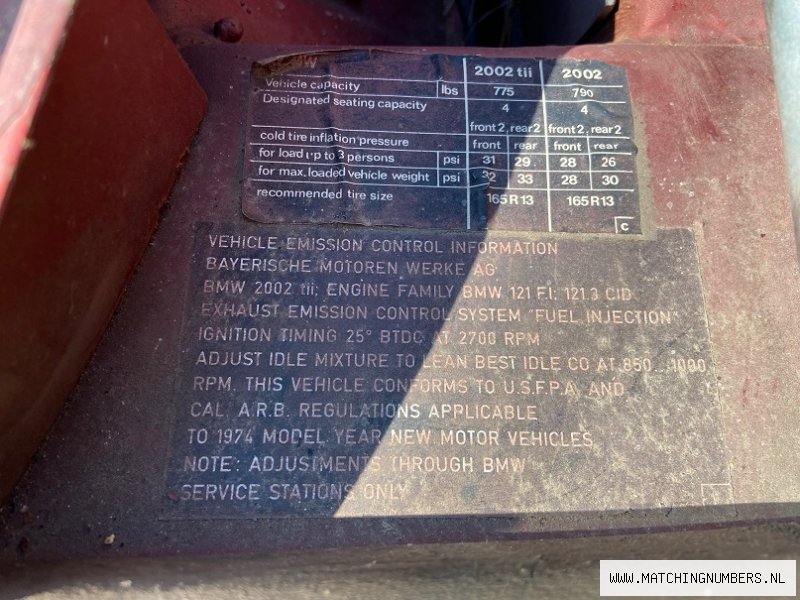 2002 tii 2002
Vehicle capacity lbs 775 790
Designated seating capacity 4 4
front 2, rear 2 front 2, rear 2
cold tire inflation pressure front rear front rear
for load up to 3 persons psi 31 29 28 26
for max. loaded vehicle weight psi 32 33 28 30
recommended tire size 165 R 13 165 R 13
C
VEHICLE EMISSION CONTROL INFORMATION
BAYERISCHE MOTOREN WERKE AG
BMW 2002 tii; ENGINE FAMILY BMW 121 F.I; 121.3 CID
EXHAUST EMISSION CONTROL SYSTEM "FUEL INJECTION"
IGNITION TIMING 25° BTDC AT 2700 RPM
ADJUST IDLE MIXTURE TO LEAN BEST IDLE CO AT 850...1000
RPM. THIS VEHICLE CONFORMS TO U.S.F.P.A. AND
CAL. A.R.B. REGULATIONS APPLICABLE
TO 1974 MODEL YEAR NEW MOTOR VEHICLES
NOTE: ADJUSTMENTS THROUGH BMW
SERVICE STATIONS ONLY
WWW.MATCHINGNUMBERS.NL